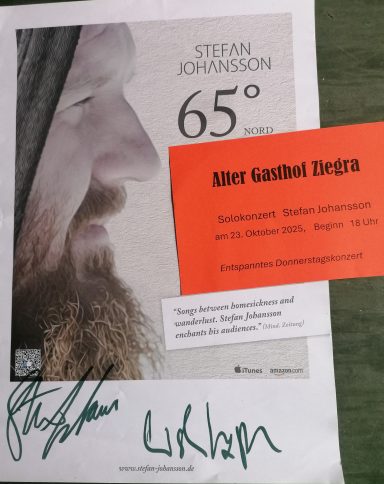 STEFAN
JOHANSSON
65°
NORD
Alter Gasthof Ziegra
Solokonzert Stefan Johansson
am 23. Oktober 2025, Beginn 18 Uhr
Entspanntes Donnerstagskonzert
"Songs between homesickness and
wanderlust. Stefan Johansson
enchants his audiences." (Mind. Zeitung)
iTunes amazon.com
www.stefan-johansson.de